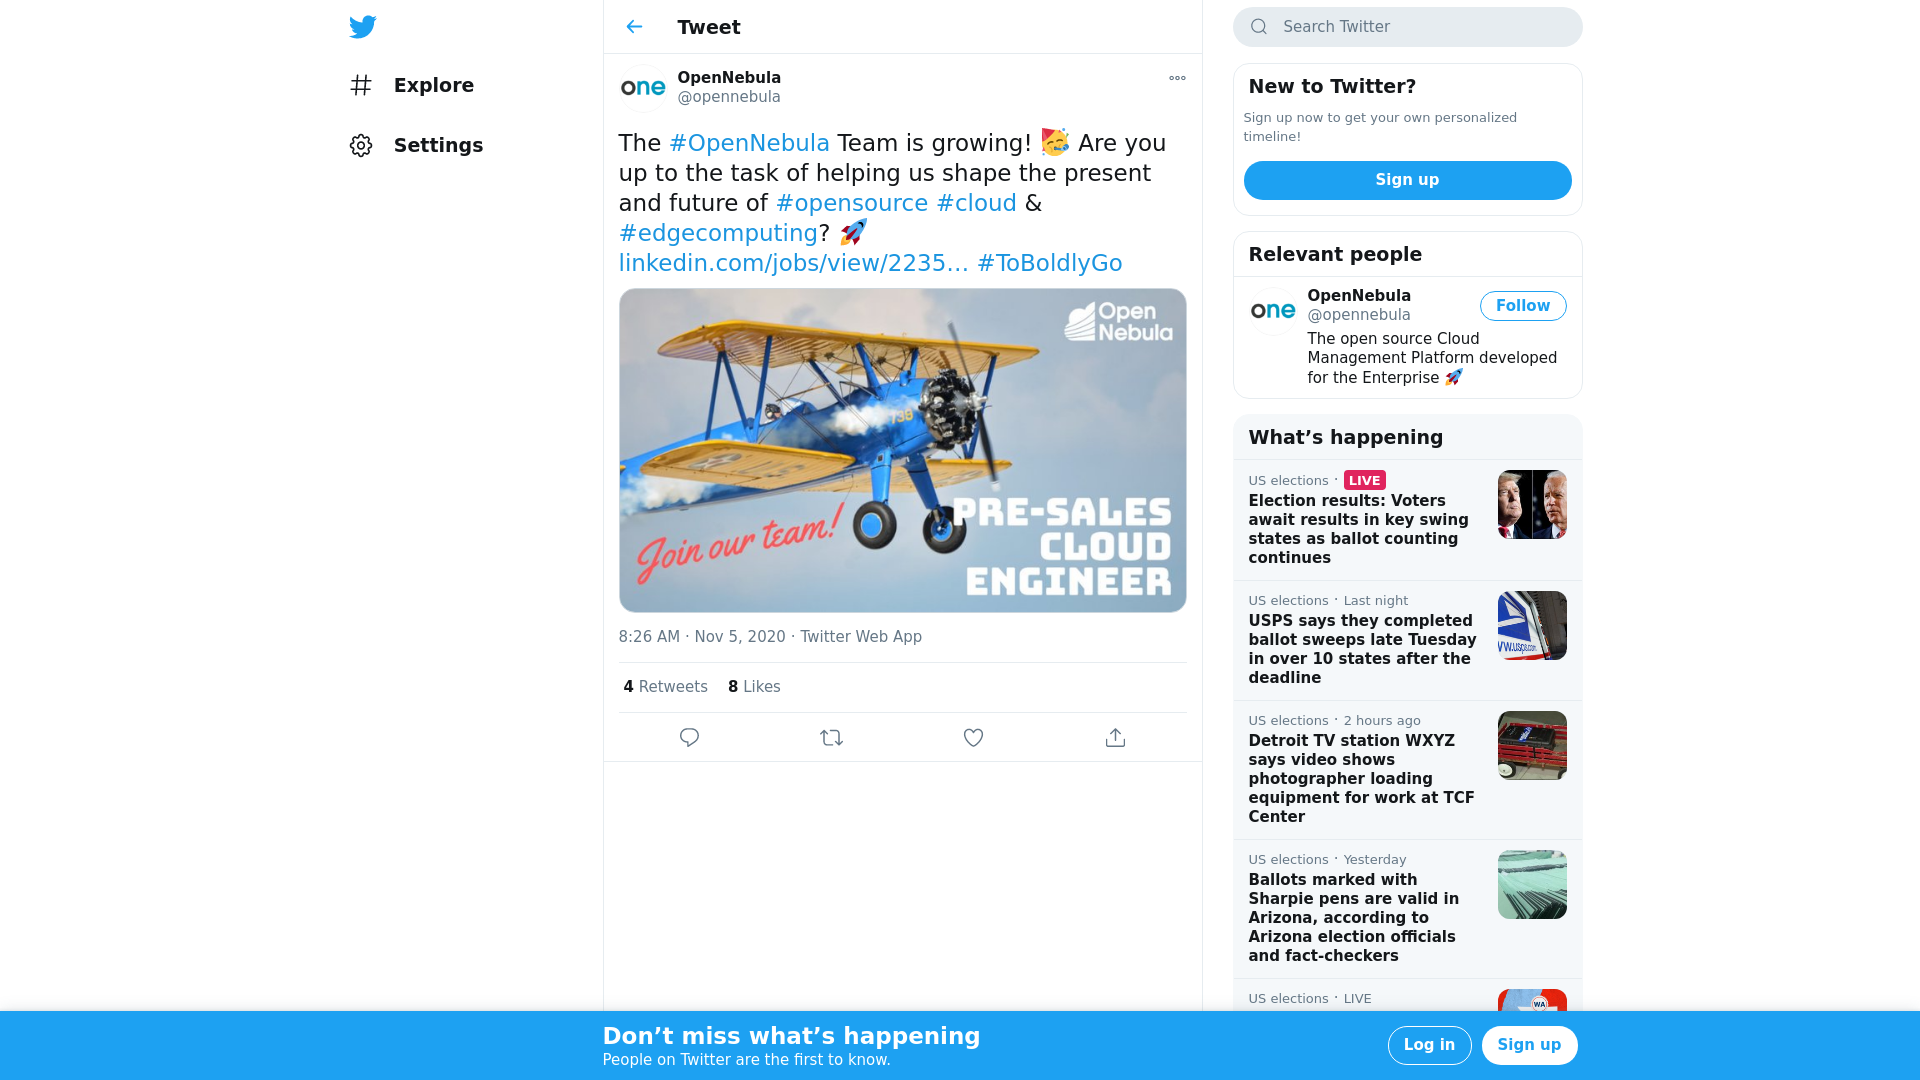 Explore
Settings
Tweet
one
OpenNebula
@opennebula
The #OpenNebula Team is growing! 🥳 Are you
up to the task of helping us shape the present
and future of #opensource #cloud &
#edgecomputing? 🚀
linkedin.com/jobs/view/2235… #ToBoldlyGo
Open
Nebula
738
Join our team!
PRE-SALES
CLOUD
ENGINEER
8:26 AM · Nov 5, 2020 · Twitter Web App
4 Retweets 8 Likes
Search Twitter
New to Twitter?
Sign up now to get your own personalized
timeline!
Sign up
Relevant people
one
OpenNebula
@opennebula
Follow
The open source Cloud
Management Platform developed
for the Enterprise 🚀
What’s happening
US elections · LIVE
Election results: Voters
await results in key swing
states as ballot counting
continues
US elections · Last night
USPS says they completed
ballot sweeps late Tuesday
in over 10 states after the
deadline
US elections · 2 hours ago
Detroit TV station WXYZ
says video shows
photographer loading
equipment for work at TCF
Center
US elections · Yesterday
Ballots marked with
Sharpie pens are valid in
Arizona, according to
Arizona election officials
and fact-checkers
US elections · LIVE
WA
Don’t miss what’s happening
People on Twitter are the first to know.
Log in
Sign up